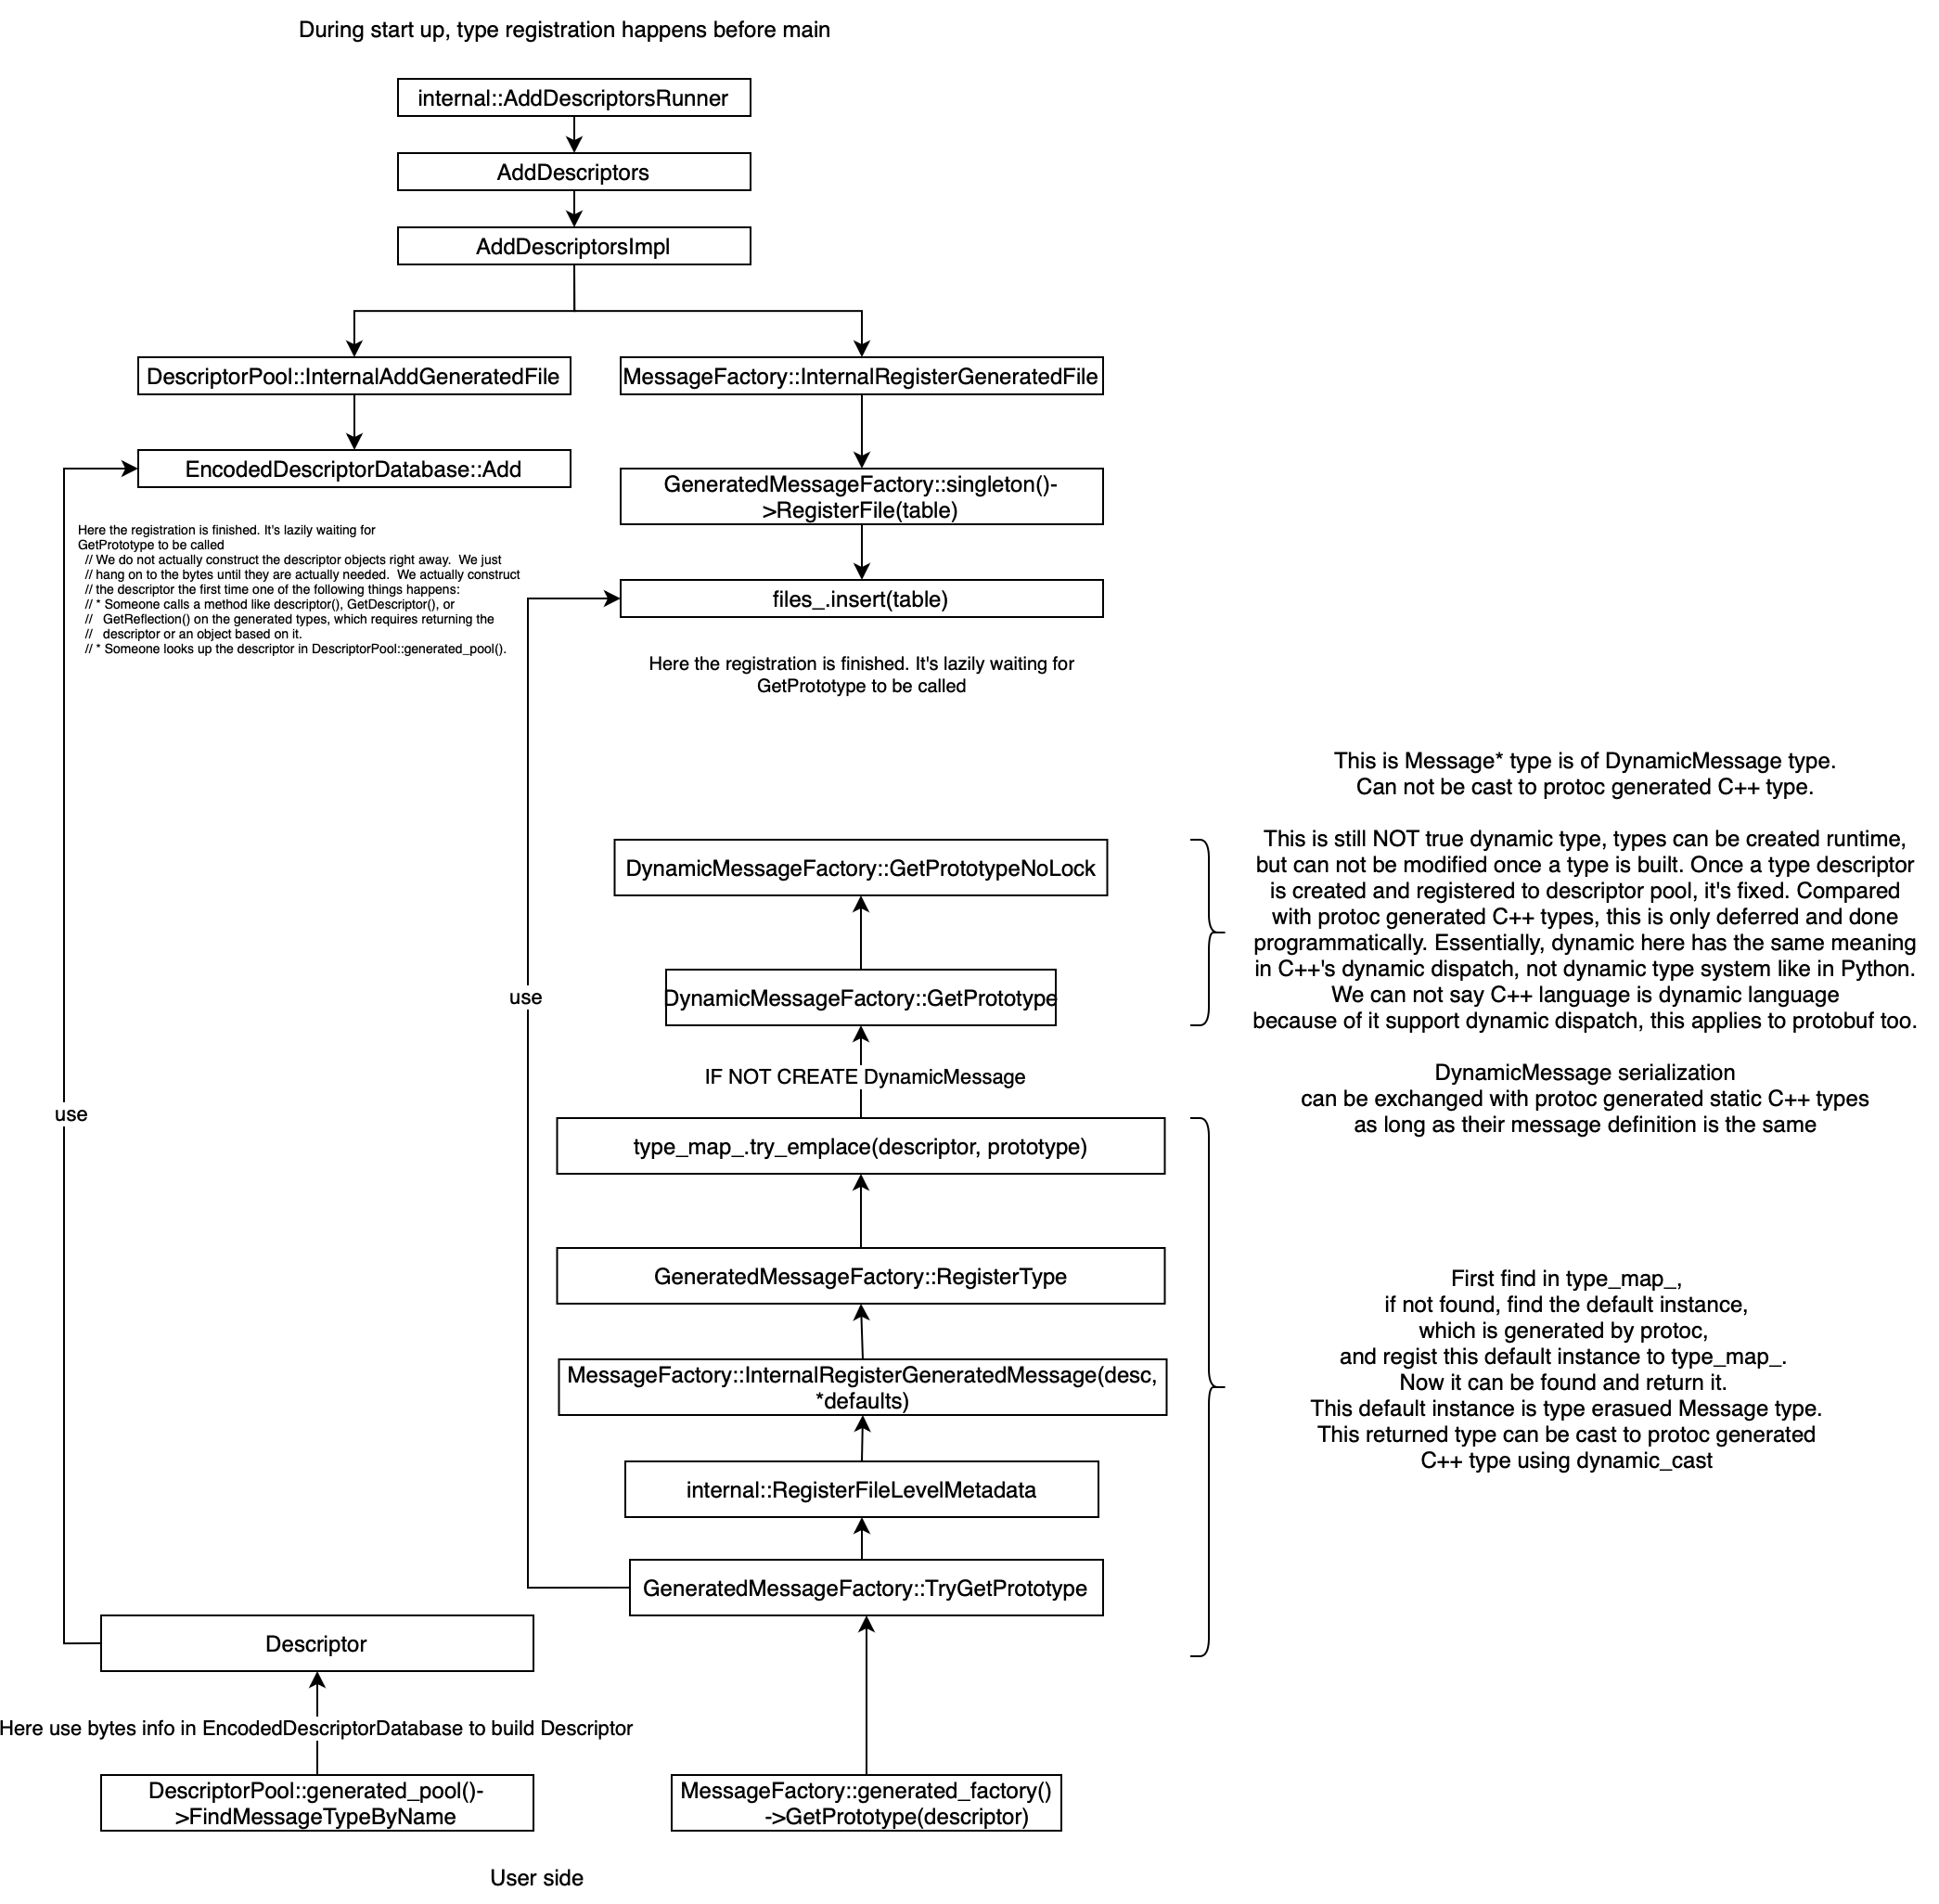 During start up, type registration happens before main
internal::AddDescriptorsRunner
AddDescriptors
AddDescriptorsImpl
DescriptorPool::InternalAddGeneratedFile
MessageFactory::InternalRegisterGeneratedFile
EncodedDescriptorDatabase::Add
GeneratedMessageFactory::singleton()-
>RegisterFile(table)
Here the registration is finished. It's lazily waiting for
GetPrototype to be called
// We do not actually construct the descriptor objects right away.  We just
// hang on to the bytes until they are actually needed.  We actually construct
// the descriptor the first time one of the following things happens:
// * Someone calls a method like descriptor(), GetDescriptor(), or
//   GetReflection() on the generated types, which requires returning the
//   descriptor or an object based on it.
// * Someone looks up the descriptor in DescriptorPool::generated_pool().
files_.insert(table)
Here the registration is finished. It's lazily waiting for
GetPrototype to be called
This is Message* type is of DynamicMessage type.
Can not be cast to protoc generated C++ type.
This is still NOT true dynamic type, types can be created runtime,
but can not be modified once a type is built. Once a type descriptor
is created and registered to descriptor pool, it's fixed. Compared
with protoc generated C++ types, this is only deferred and done
programmatically. Essentially, dynamic here has the same meaning
in C++'s dynamic dispatch, not dynamic type system like in Python.
We can not say C++ language is dynamic language
because of it support dynamic dispatch, this applies to protobuf too.
DynamicMessage serialization
can be exchanged with protoc generated static C++ types
as long as their message definition is the same
DynamicMessageFactory::GetPrototypeNoLock
DynamicMessageFactory::GetPrototype
use
IF NOT CREATE DynamicMessage
use
type_map_.try_emplace(descriptor, prototype)
GeneratedMessageFactory::RegisterType
MessageFactory::InternalRegisterGeneratedMessage(desc,
*defaults)
internal::RegisterFileLevelMetadata
GeneratedMessageFactory::TryGetPrototype
First find in type_map_,
if not found, find the default instance,
which is generated by protoc,
and regist this default instance to type_map_.
Now it can be found and return it.
This default instance is type erasued Message type.
This returned type can be cast to protoc generated
C++ type using dynamic_cast
Descriptor
Here use bytes info in EncodedDescriptorDatabase to build Descriptor
DescriptorPool::generated_pool()-
>FindMessageTypeByName
MessageFactory::generated_factory()
->GetPrototype(descriptor)
User side